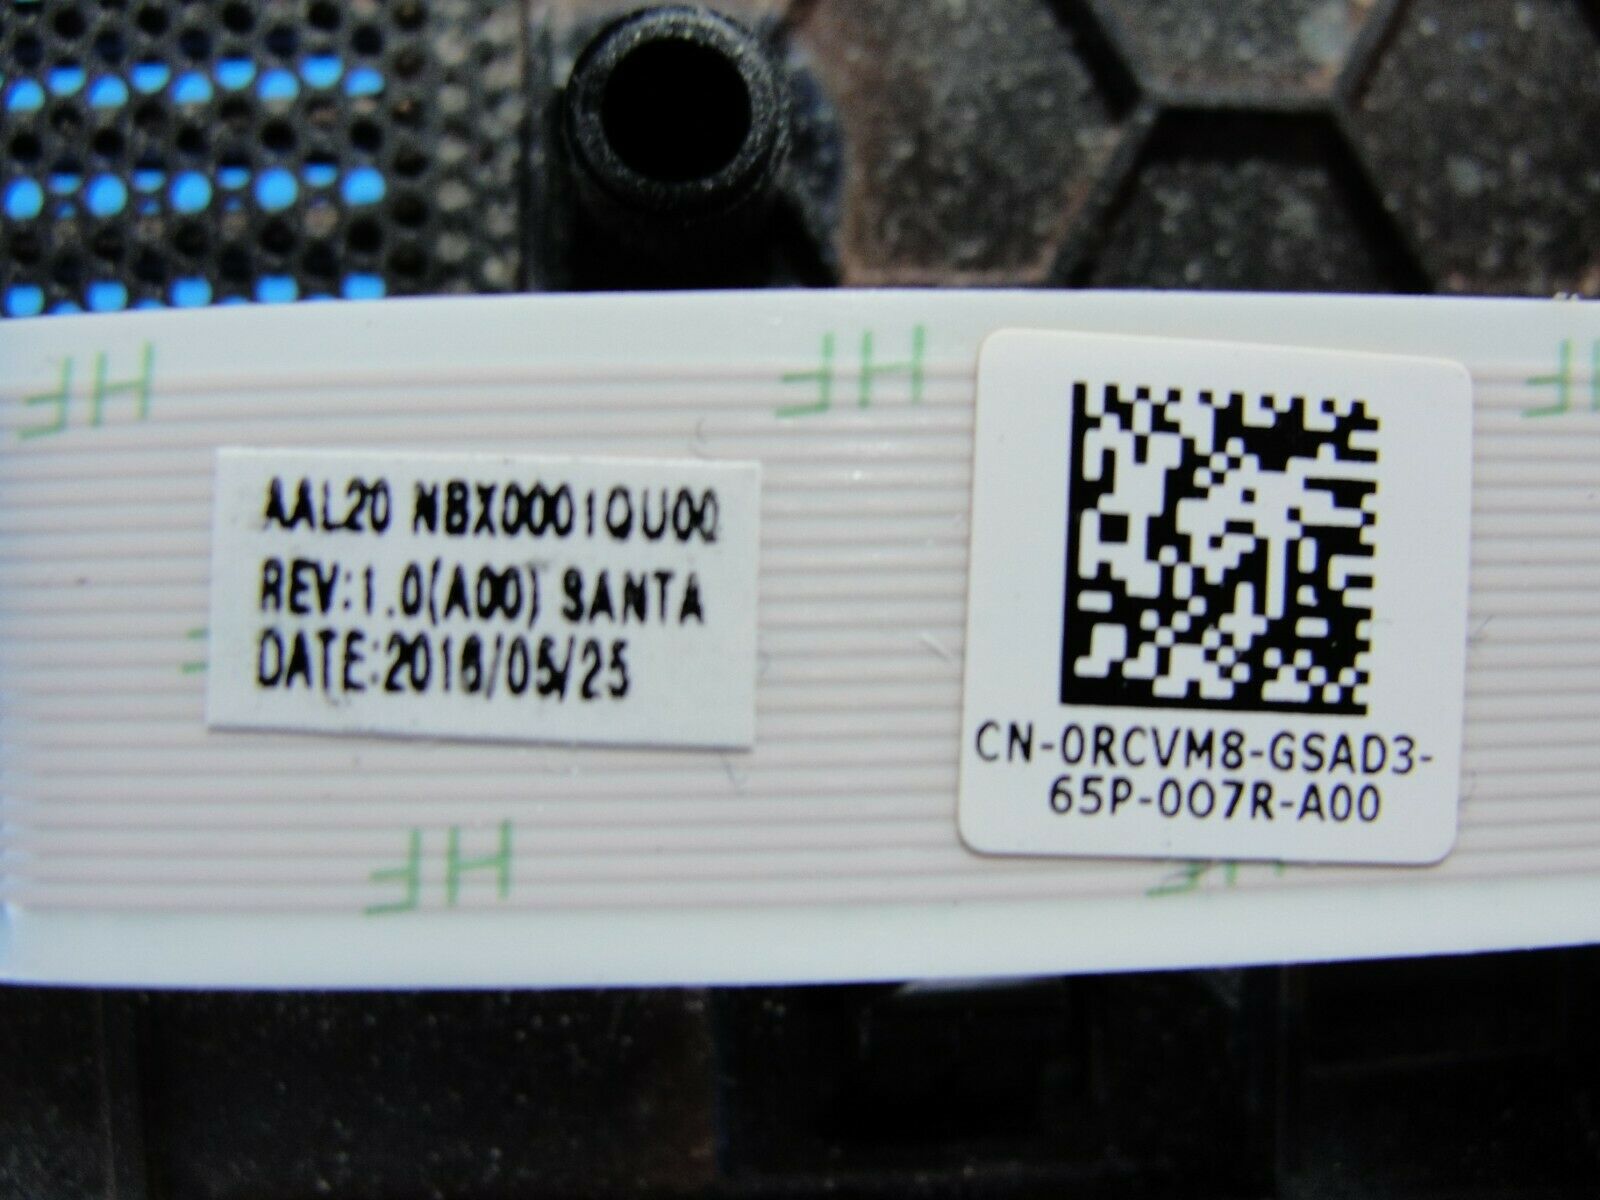 HF
HF
AAL20 NBX0001QU00
REV:1.0(A00) SANTA
DATE:2016/05/25
CN-0RCVM8-GSAD3-
65P-007R-A00
HF
HF